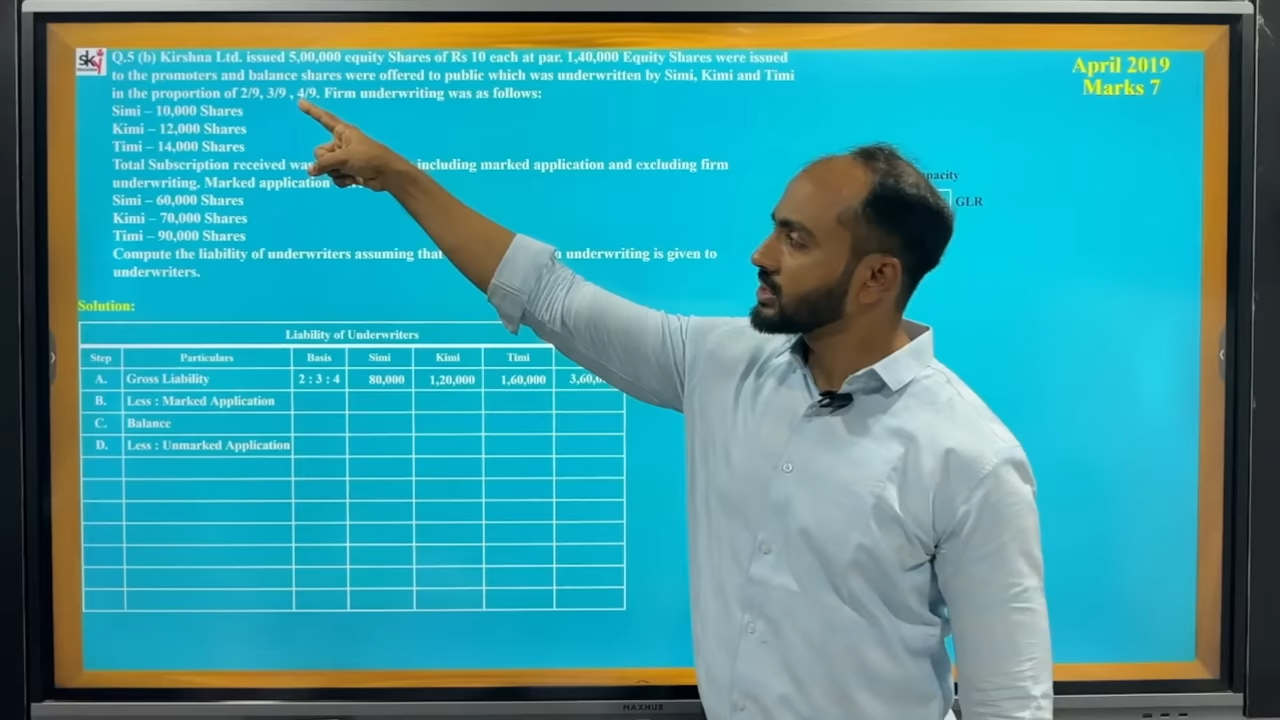 sky
Q.5 (b) Kirshna Ltd. issued 5,00,000 equity Shares of Rs 10 each at par. 1,40,000 Equity Shares were issued
to the promoters and balance shares were offered to public which was underwritten by Simi, Kimi and Timi
in the proportion of 2/9, 3/9 , 4/9. Firm underwriting was as follows:
Simi – 10,000 Shares
Kimi – 12,000 Shares
Timi – 14,000 Shares
Total Subscription received was including marked application and excluding firm
underwriting. Marked application
Simi – 60,000 Shares
Kimi – 70,000 Shares
Timi – 90,000 Shares
Compute the liability of underwriters assuming that underwriting is given to
underwriters.
April 2019
Marks 7
GLR
Solution:
Liability of Underwriters
Step Particulars Basis Simi Kimi Timi
A. Gross Liability 2 : 3 : 4 80,000 1,20,000 1,60,000
B. Less : Marked Application
C. Balance
D. Less : Unmarked Application
MAXHUB